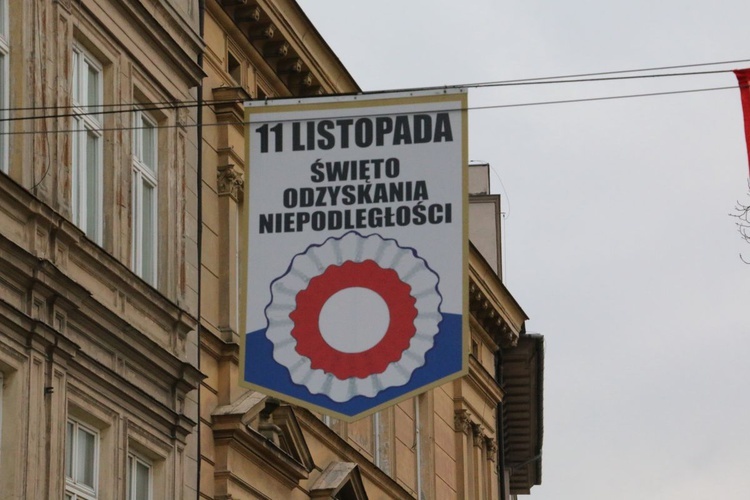 11 LISTOPADA
ŚWIĘTO
ODZYSKANIA
NIEPODLEGŁOŚCI